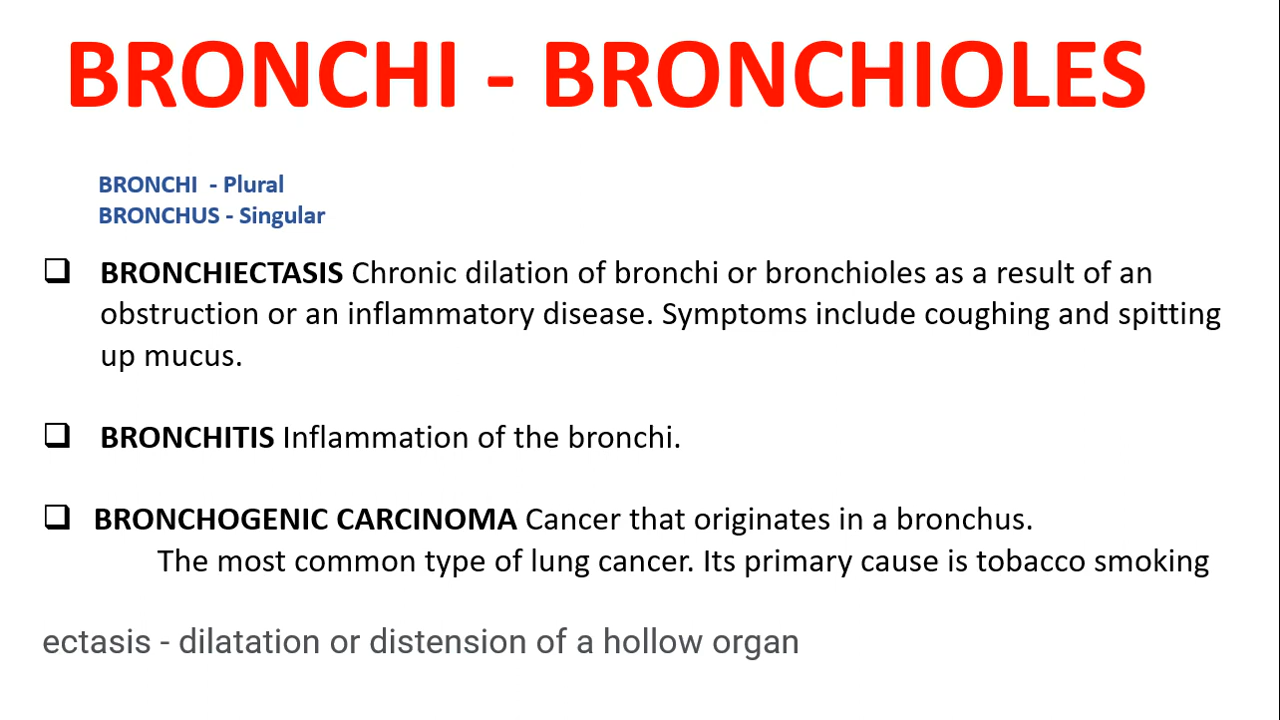 BRONCHI - BRONCHIOLES
BRONCHI - Plural
BRONCHUS - Singular
BRONCHIECTASIS Chronic dilation of bronchi or bronchioles as a result of an
obstruction or an inflammatory disease. Symptoms include coughing and spitting
up mucus.
BRONCHITIS Inflammation of the bronchi.
BRONCHOGENIC CARCINOMA Cancer that originates in a bronchus.
The most common type of lung cancer. Its primary cause is tobacco smoking
ectasis - dilatation or distension of a hollow organ